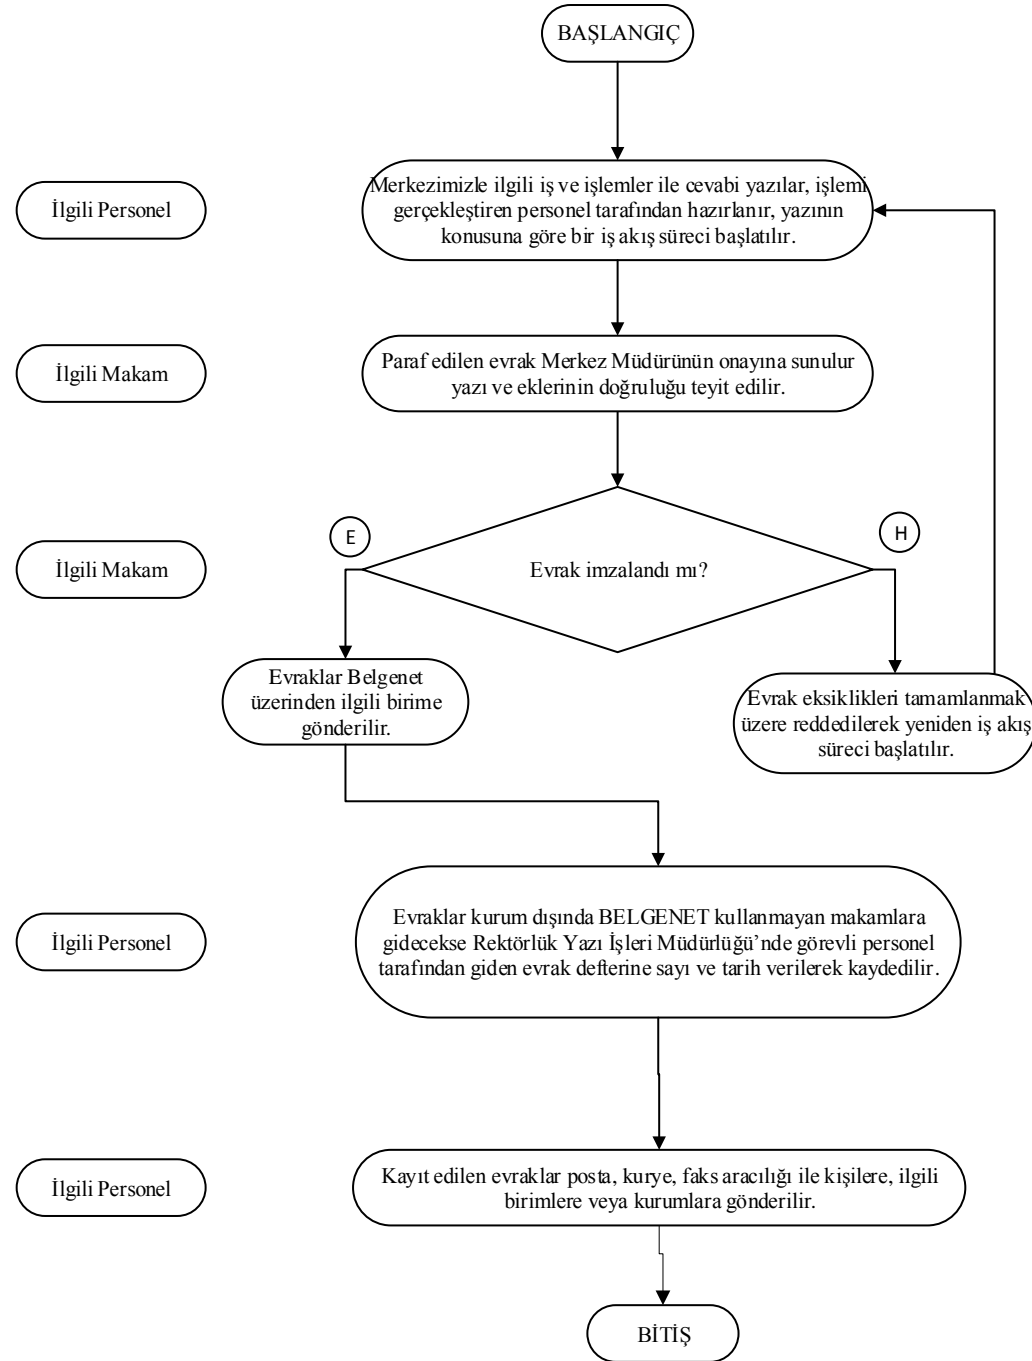 BAŞLANGIÇ
İlgili Personel
Merkezimizle ilgili iş ve işlemler ile cevabi yazılar, işlemi
gerçekleştiren personel tarafından hazırlanır, yazının
konusuna göre bir iş akış süreci başlatılır.
İlgili Makam
Paraf edilen evrak Merkez Müdürünün onayına sunulur
yazı ve eklerinin doğruluğu teyit edilir.
E
H
İlgili Makam
Evrak imzalandı mı?
Evraklar Belgenet
üzerinden ilgili birime
gönderilir.
Evrak eksiklikleri tamamlanmak
üzere reddedilerek yeniden iş akış
süreci başlatılır.
İlgili Personel
Evraklar kurum dışında BELGENET kullanmayan makamlara
gidecekse Rektörlük Yazı İşleri Müdürlüğü’nde görevli personel
tarafından giden evrak defterine sayı ve tarih verilerek kaydedilir.
İlgili Personel
Kayıt edilen evraklar posta, kurye, faks aracılığı ile kişilere, ilgili
birimlere veya kurumlara gönderilir.
BİTİŞ